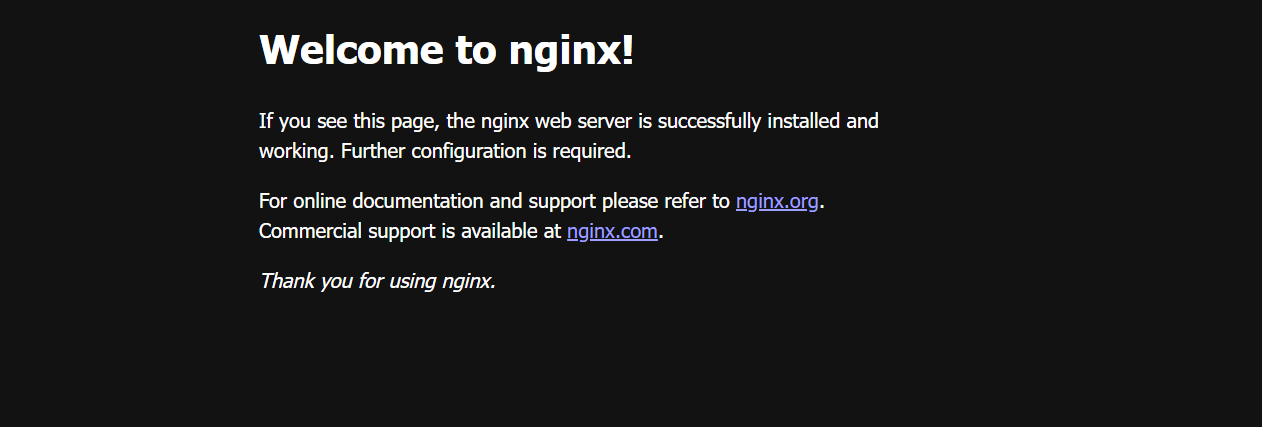 Welcome to nginx!
If you see this page, the nginx web server is successfully installed and
working. Further configuration is required.
For online documentation and support please refer to nginx.org.
Commercial support is available at nginx.com.
Thank you for using nginx.